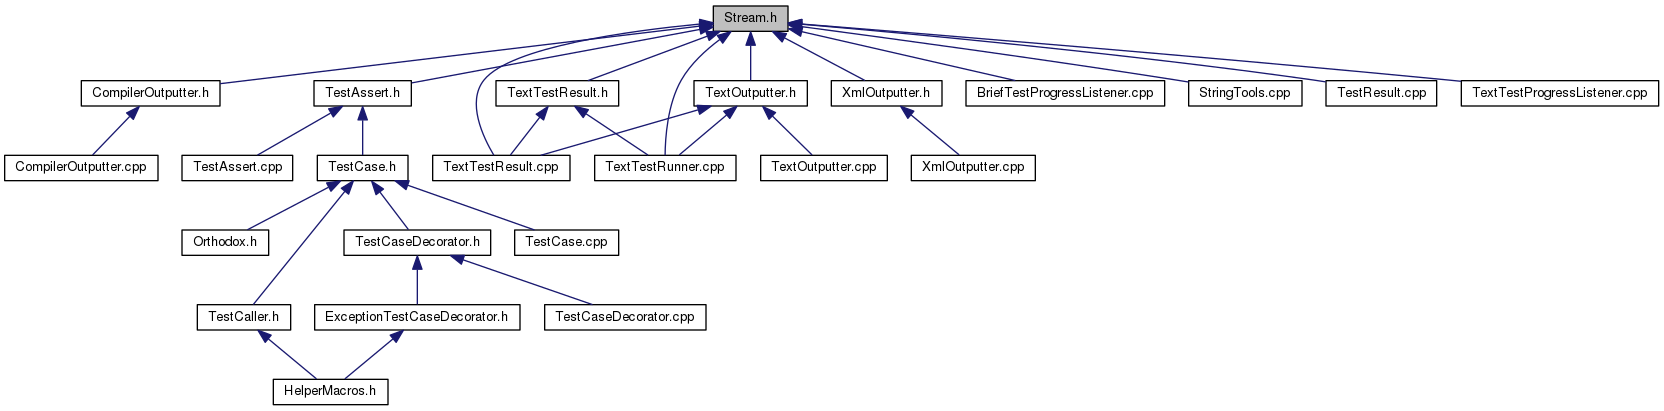 Stream.h
CompilerOutputter.h
TestAssert.h
TextTestResult.h
TextOutputter.h
XmlOutputter.h
BriefTestProgressListener.cpp
StringTools.cpp
TestResult.cpp
TextTestProgressListener.cpp
CompilerOutputter.cpp
TestAssert.cpp
TestCase.h
TextTestResult.cpp
TextTestRunner.cpp
TextOutputter.cpp
XmlOutputter.cpp
Orthodox.h
TestCaseDecorator.h
TestCase.cpp
TestCaller.h
ExceptionTestCaseDecorator.h
TestCaseDecorator.cpp
HelperMacros.h